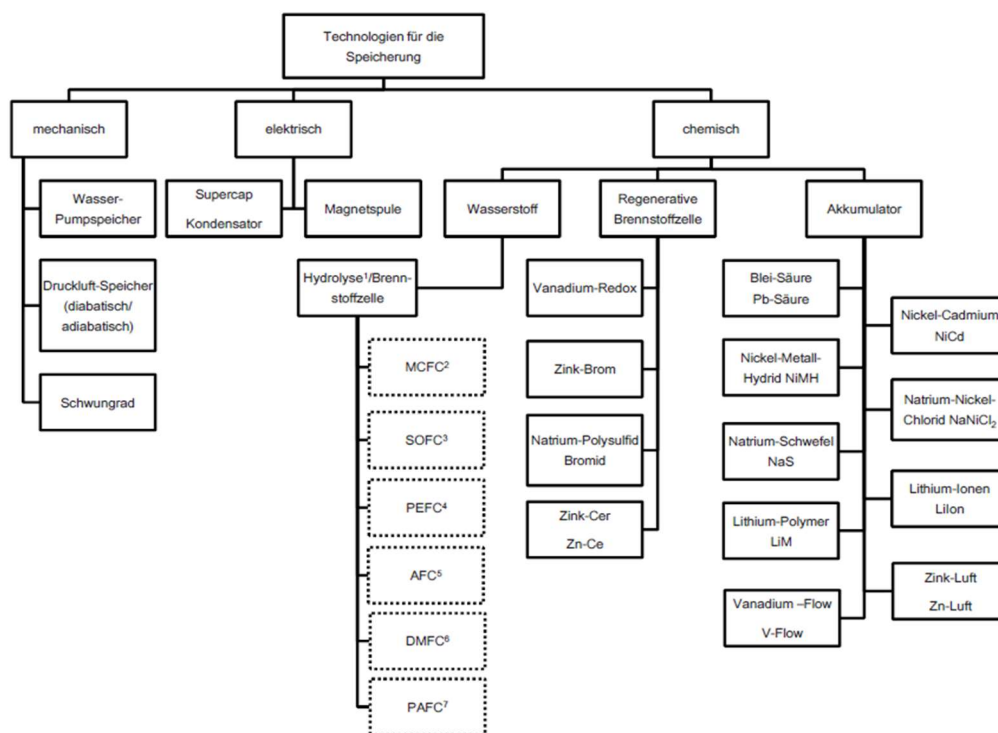 Technologien für die
Speicherung
mechanisch
elektrisch
chemisch
Wasser-
Pumpspeicher
Supercap
Kondensator
Magnetspule
Wasserstoff
Regenerative
Brennstoffzelle
Akkumulator
Druckluft-Speicher
(diabatisch/
adiabatisch)
Schwungrad
Hydrolyse¹/Brenn-
stoffzelle
MCFC²
SOFC³
PEFC⁴
AFC⁵
DMFC⁶
PAFC⁷
Vanadium-Redox
Zink-Brom
Natrium-Polysulfid
Bromid
Zink-Cer
Zn-Ce
Blei-Säure
Pb-Säure
Nickel-Cadmium
NiCd
Nickel-Metall-
Hydrid NiMH
Natrium-Nickel-
Chlorid NaNiCl₂
Natrium-Schwefel
NaS
Lithium-Ionen
LiIon
Lithium-Polymer
LiM
Zink-Luft
Zn-Luft
Vanadium –Flow
V-Flow